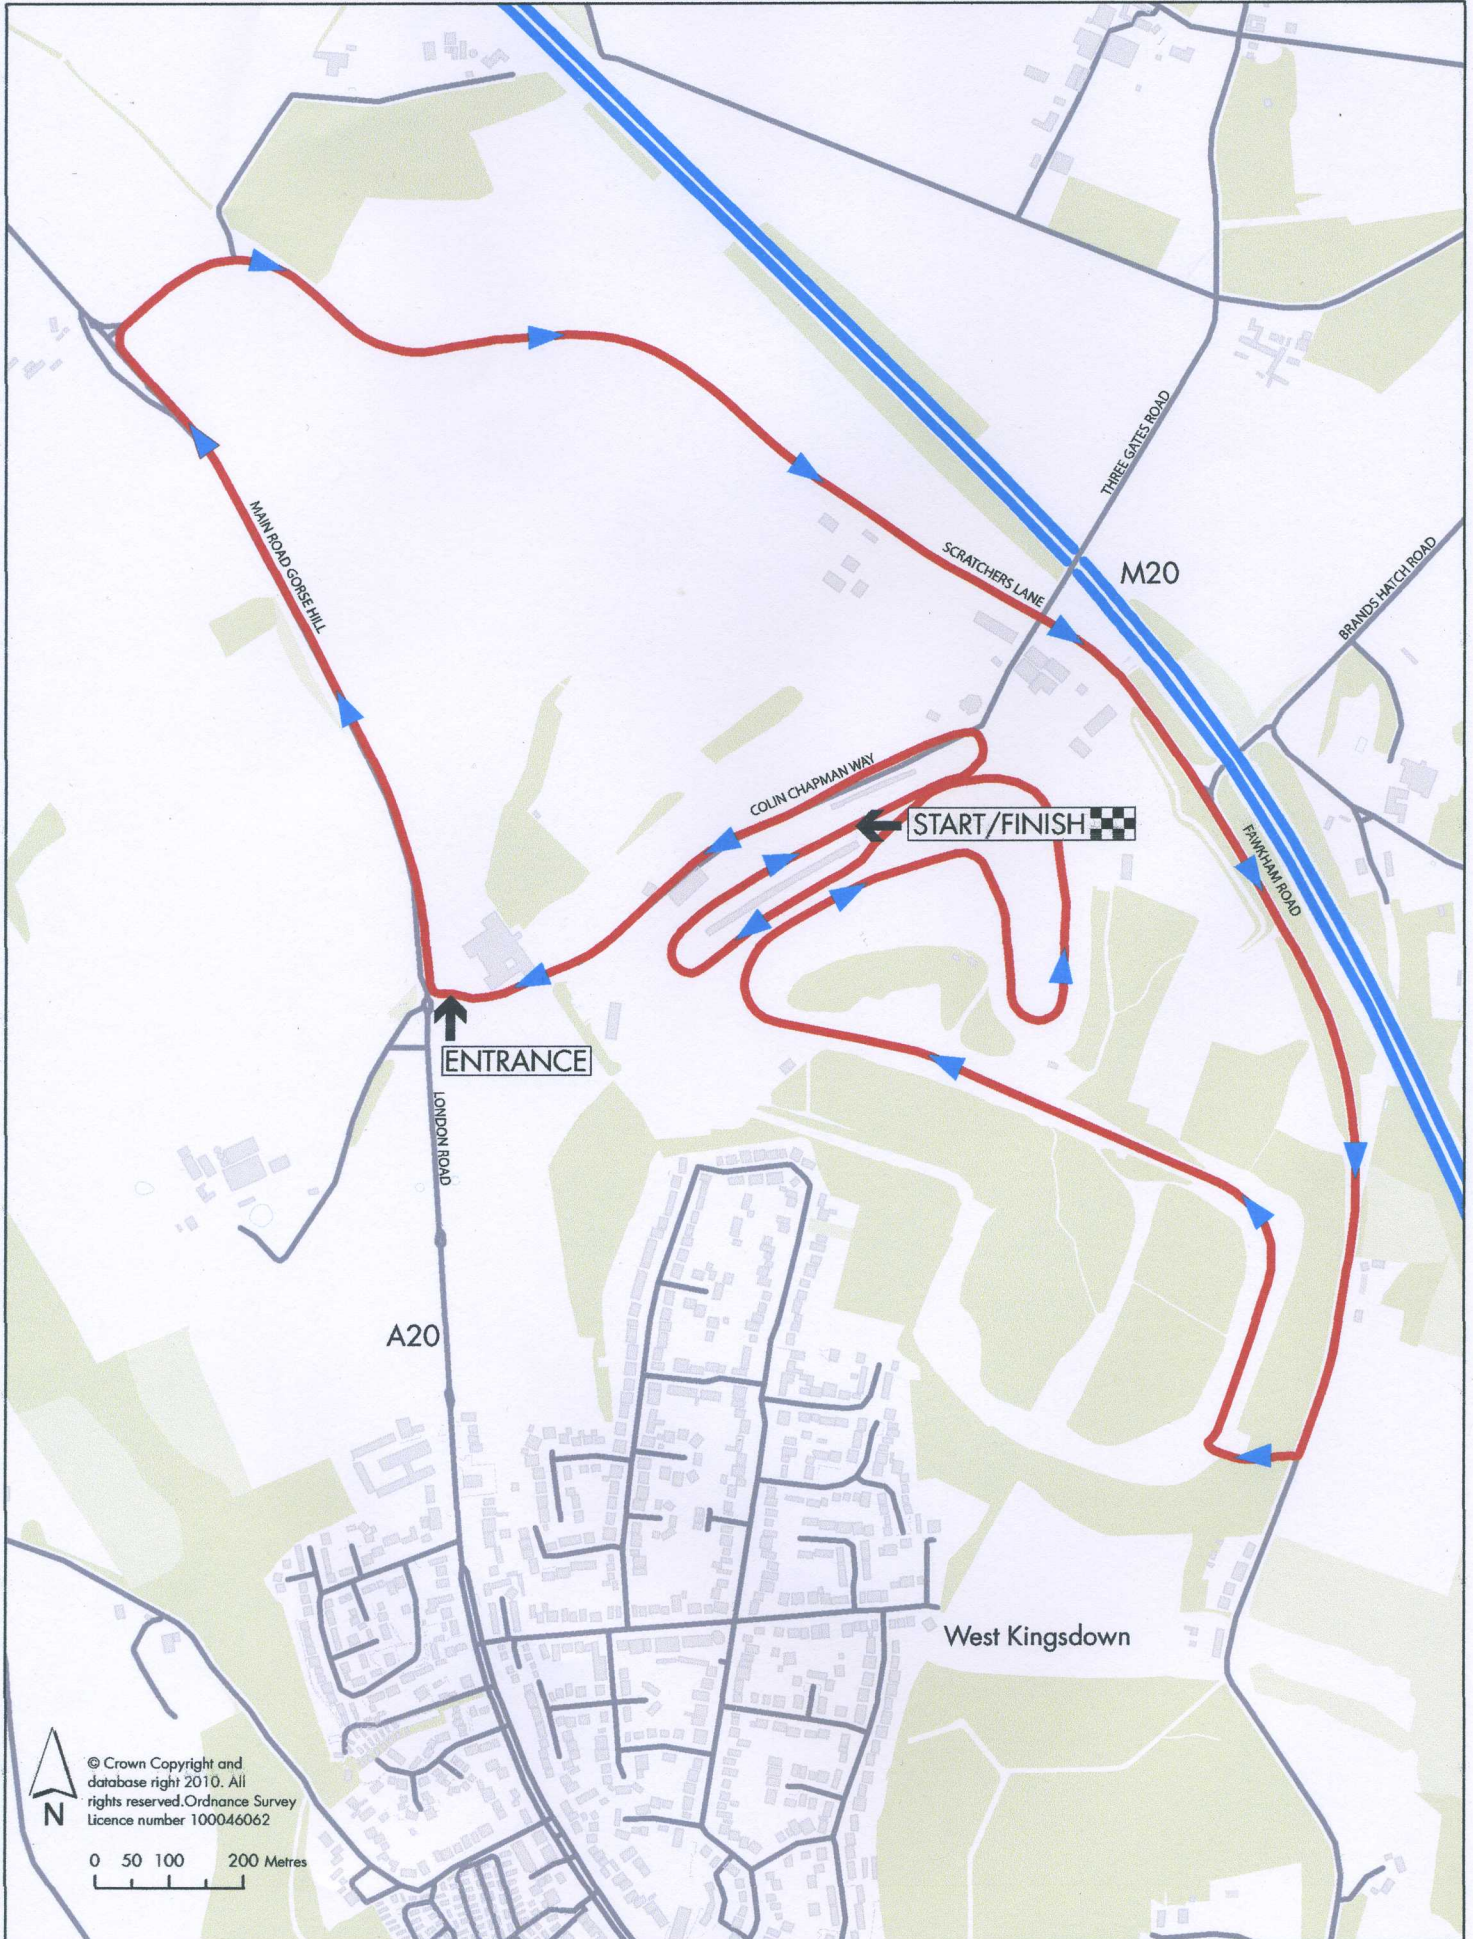 THREE GATES ROAD
M20
SCRATCHERS LANE
BRANDS HATCH ROAD
MAIN ROAD GORSE HILL
COLIN CHAPMAN WAY
START/FINISH
FAWKHAM ROAD
ENTRANCE
LONDON ROAD
A20
West Kingsdown
© Crown Copyright and
database right 2010. All
rights reserved.Ordnance Survey
Licence number 100046062
N
0 50 100 200 Metres